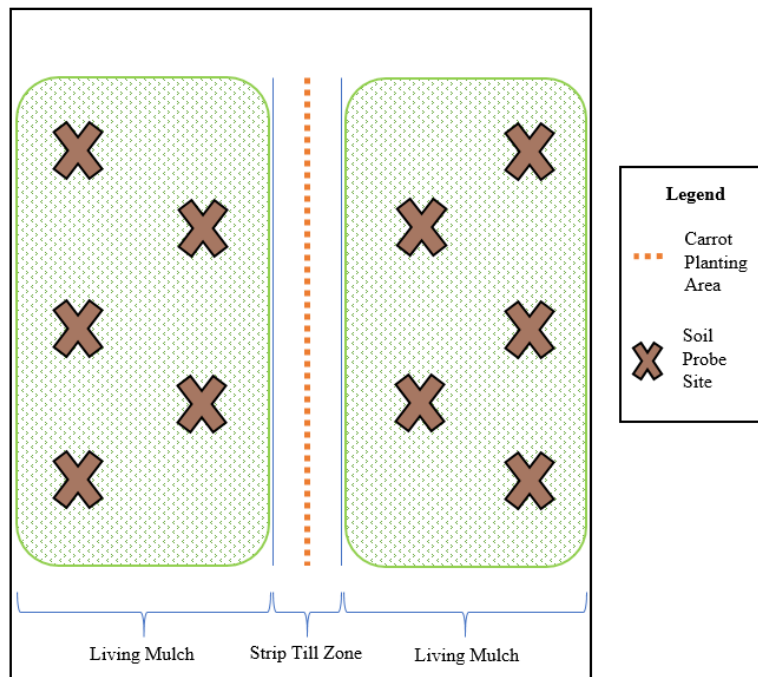 Legend
Carrot
Planting
Area
Soil
Probe
Site
Living Mulch
Strip Till Zone
Living Mulch